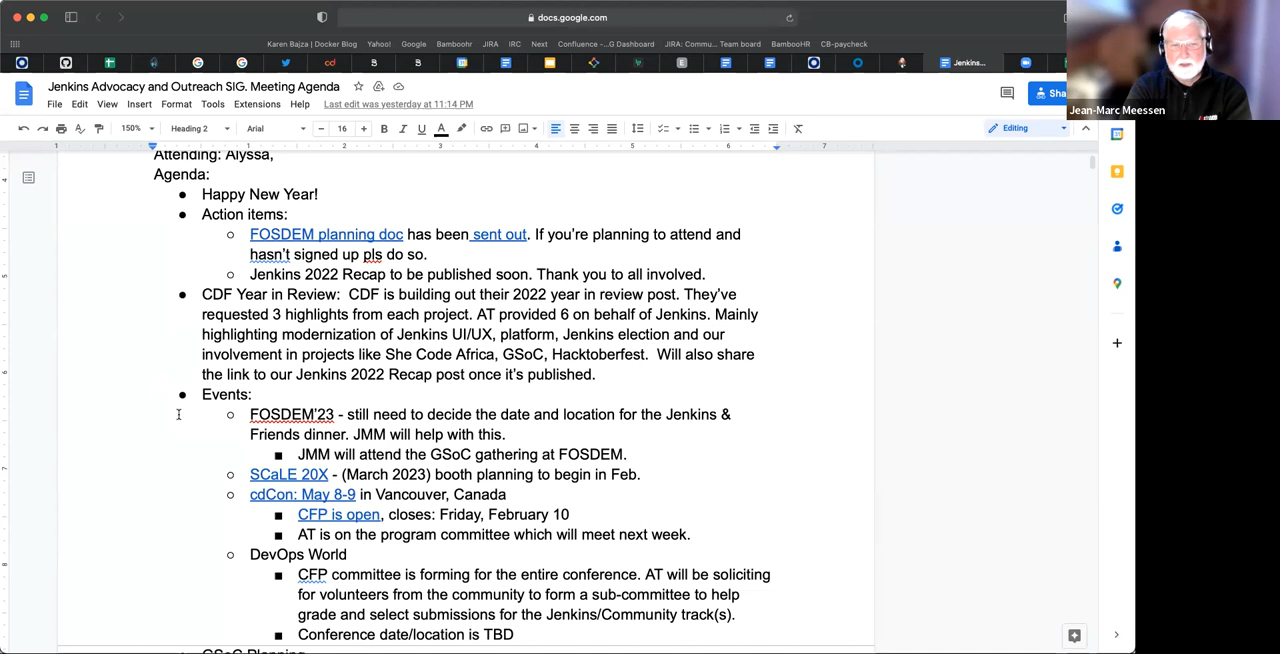 docs.google.com
Karen Bajza | Docker Blog Yahoo! Google Bamboohr JIRA IRC Next Confluence -...G Dashboard JIRA: Commu... Team board BambooHR CB-paycheck
Jenkins...
Jenkins Advocacy and Outreach SIG. Meeting Agenda
File Edit View Insert Format Tools Extensions Help Last edit was yesterday at 11:14 PM
Sha
Jean-Marc Meessen
150% Heading 2 Arial 16 Editing
1 1 2 3 4 5 6 7
Attending: Alyssa,
Agenda:
● Happy New Year!
● Action items:
○ FOSDEM planning doc has been sent out. If you’re planning to attend and
hasn’t signed up pls do so.
○ Jenkins 2022 Recap to be published soon. Thank you to all involved.
● CDF Year in Review: CDF is building out their 2022 year in review post. They’ve
requested 3 highlights from each project. AT provided 6 on behalf of Jenkins. Mainly
highlighting modernization of Jenkins UI/UX, platform, Jenkins election and our
involvement in projects like She Code Africa, GSoC, Hacktoberfest. Will also share
the link to our Jenkins 2022 Recap post once it’s published.
● Events:
○ FOSDEM’23 - still need to decide the date and location for the Jenkins &
Friends dinner. JMM will help with this.
■ JMM will attend the GSoC gathering at FOSDEM.
○ SCaLE 20X - (March 2023) booth planning to begin in Feb.
○ cdCon: May 8-9 in Vancouver, Canada
■ CFP is open, closes: Friday, February 10
■ AT is on the program committee which will meet next week.
○ DevOps World
■ CFP committee is forming for the entire conference. AT will be soliciting
for volunteers from the community to form a sub-committee to help
grade and select submissions for the Jenkins/Community track(s).
■ Conference date/location is TBD
GSoC Planning